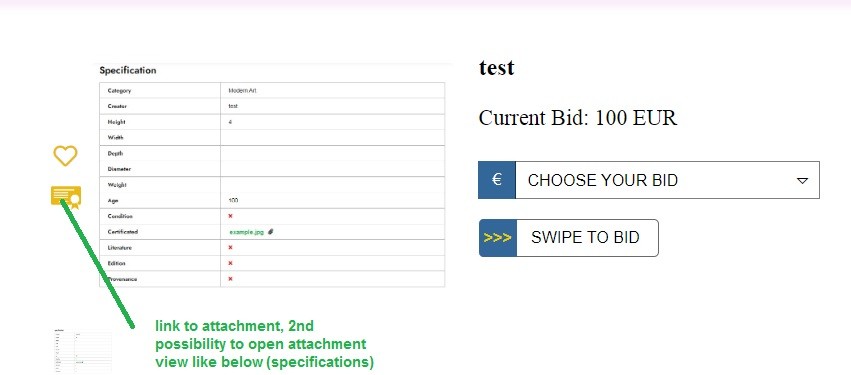 Specification
Category Modern Art
Creator test
Height 4
Width
Depth
Diameter
Weight
Age 100
Condition
Certificated example.jpg
Literature
Edition
Provenance
test
Current Bid: 100 EUR
€ CHOOSE YOUR BID
>>> SWIPE TO BID
link to attachment, 2nd
possibility to open attachment
view like below (specifications)